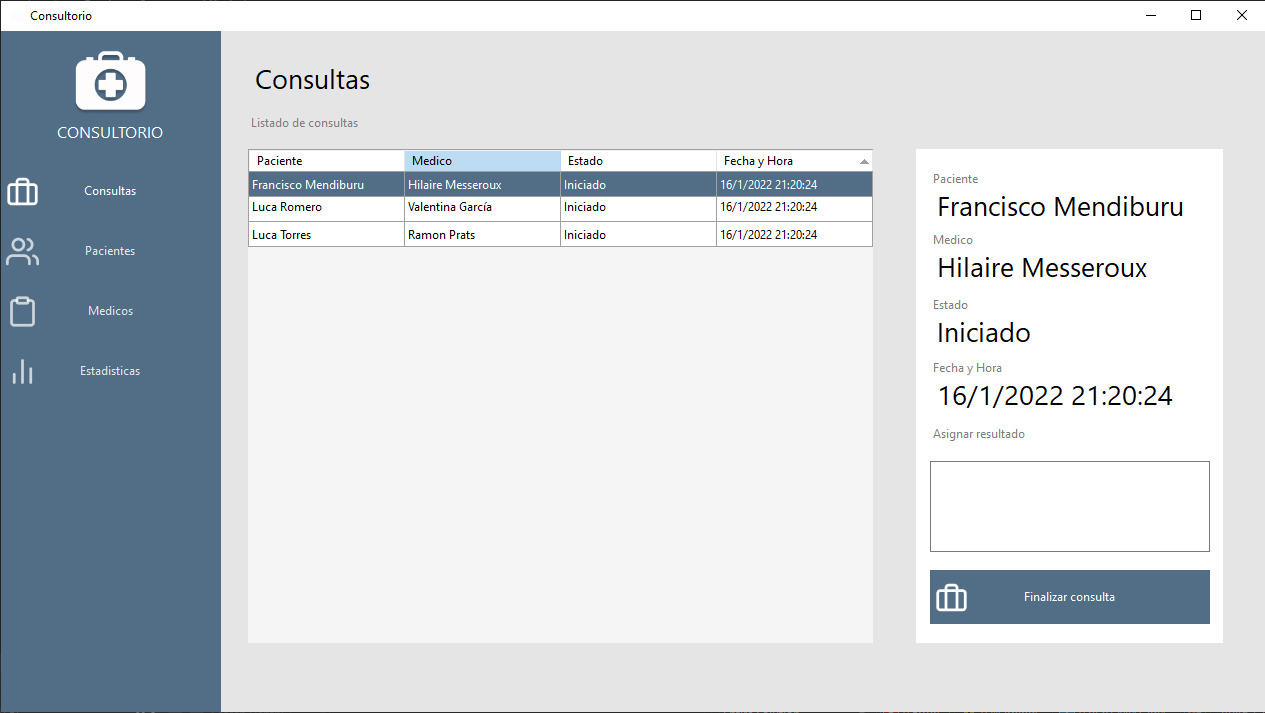 Consultorio
CONSULTORIO
Consultas
Pacientes
Medicos
Estadisticas
Consultas
Listado de consultas
Paciente Medico Estado Fecha y Hora
Francisco Mendiburu Hilaire Messeroux Iniciado 16/1/2022 21:20:24
Luca Romero Valentina García Iniciado 16/1/2022 21:20:24
Luca Torres Ramon Prats Iniciado 16/1/2022 21:20:24
Paciente
Francisco Mendiburu
Medico
Hilaire Messeroux
Estado
Iniciado
Fecha y Hora
16/1/2022 21:20:24
Asignar resultado
Finalizar consulta